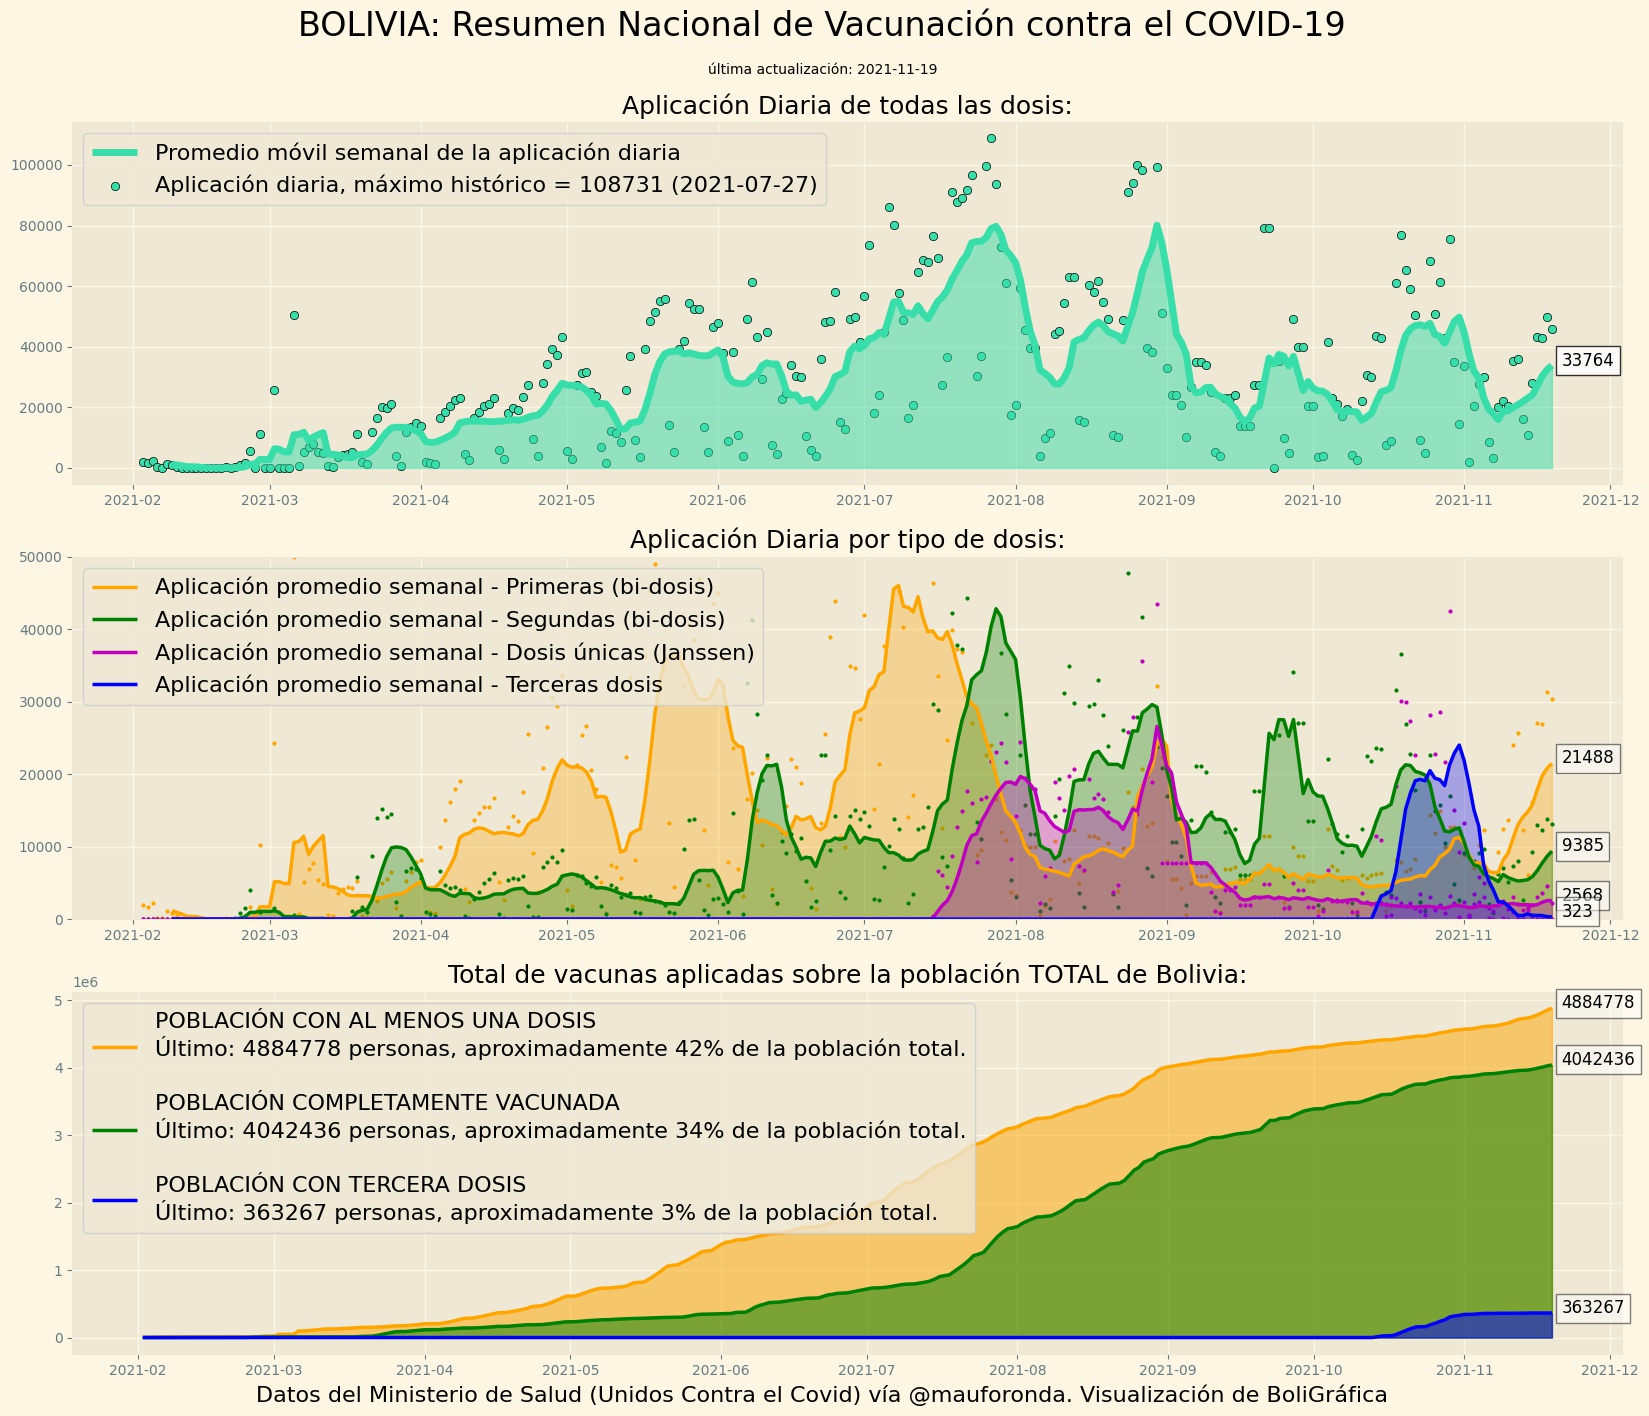 BOLIVIA: Resumen Nacional de Vacunación contra el COVID-19
última actualización: 2021-11-19
Aplicación Diaria de todas las dosis:
Promedio móvil semanal de la aplicación diaria
Aplicación diaria, máximo histórico = 108731 (2021-07-27)
100000
80000
60000
40000
20000
0
33764
2021-02 2021-03 2021-04 2021-05 2021-06 2021-07 2021-08 2021-09 2021-10 2021-11 2021-12
Aplicación Diaria por tipo de dosis:
Aplicación promedio semanal - Primeras (bi-dosis)
Aplicación promedio semanal - Segundas (bi-dosis)
Aplicación promedio semanal - Dosis únicas (Janssen)
Aplicación promedio semanal - Terceras dosis
50000
40000
30000
20000
10000
0
21488
9385
2568
323
2021-02 2021-03 2021-04 2021-05 2021-06 2021-07 2021-08 2021-09 2021-10 2021-11 2021-12
Total de vacunas aplicadas sobre la población TOTAL de Bolivia:
1e6
POBLACIÓN CON AL MENOS UNA DOSIS
Último: 4884778 personas, aproximadamente 42% de la población total.
POBLACIÓN COMPLETAMENTE VACUNADA
Último: 4042436 personas, aproximadamente 34% de la población total.
POBLACIÓN CON TERCERA DOSIS
Último: 363267 personas, aproximadamente 3% de la población total.
5
4
3
2
1
0
4884778
4042436
363267
2021-02 2021-03 2021-04 2021-05 2021-06 2021-07 2021-08 2021-09 2021-10 2021-11 2021-12
Datos del Ministerio de Salud (Unidos Contra el Covid) vía @mauforonda. Visualización de BoliGráfica